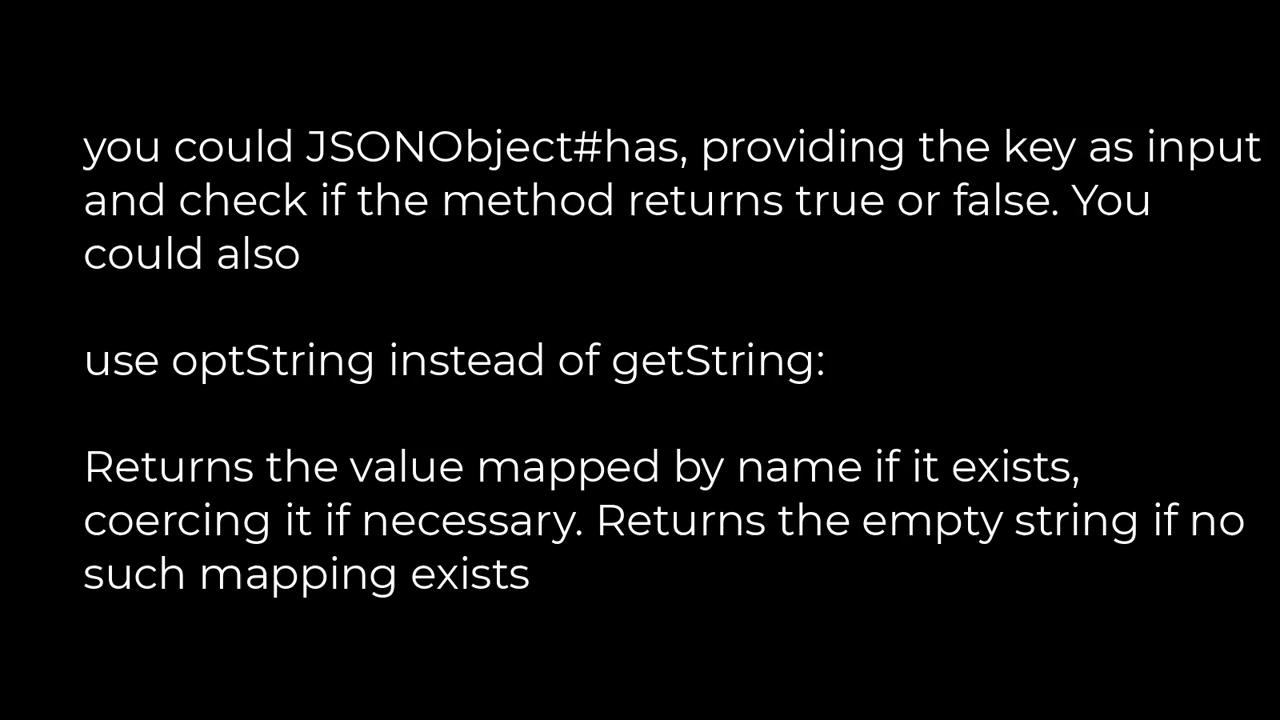 you could JSONObject#has, providing the key as input
and check if the method returns true or false. You
could also
use optString instead of getString:
Returns the value mapped by name if it exists,
coercing it if necessary. Returns the empty string if no
such mapping exists